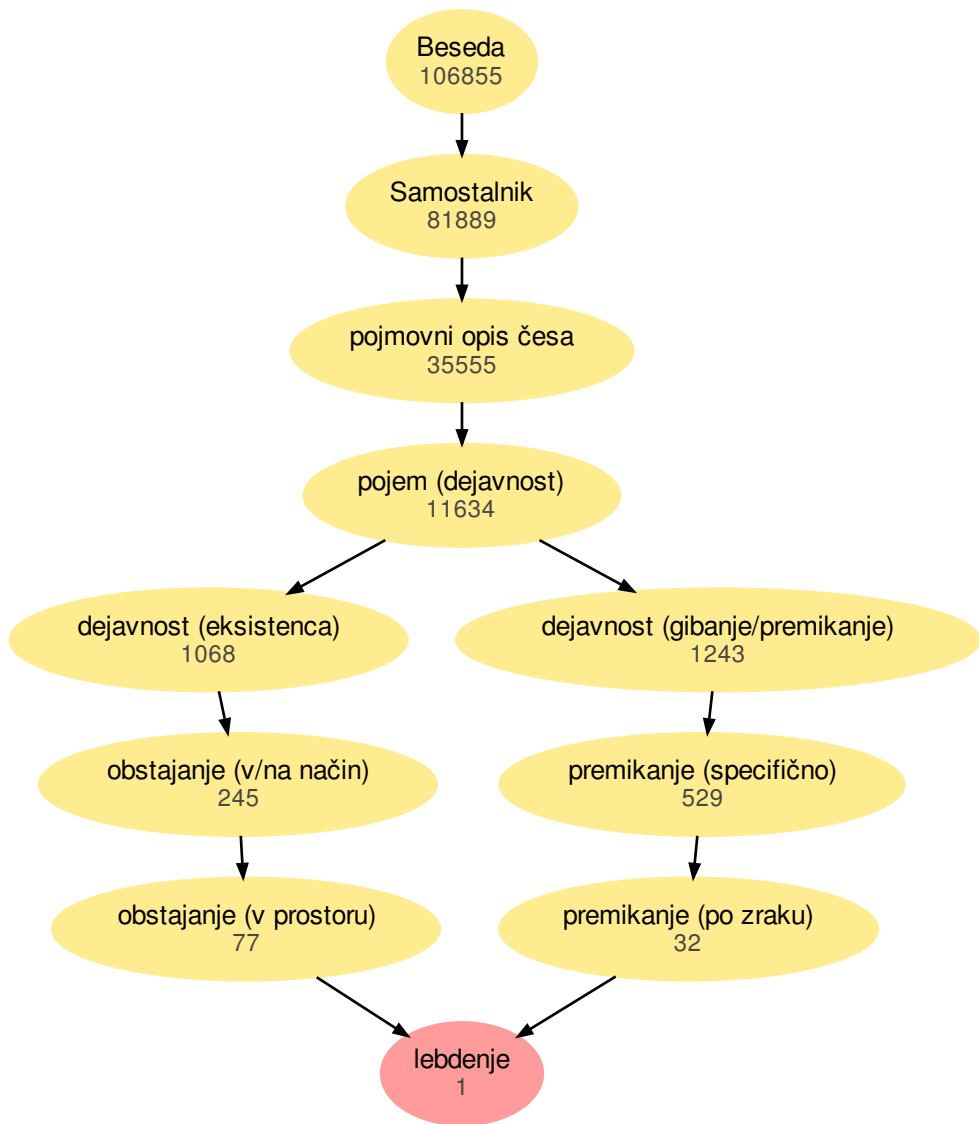 Beseda
106855
Samostalnik
81889
pojmovni opis česa
35555
pojem (dejavnost)
11634
dejavnost (eksistenca)
1068
dejavnost (gibanje/premikanje)
1243
obstajanje (v/na način)
245
premikanje (specifično)
529
obstajanje (v prostoru)
77
premikanje (po zraku)
32
lebdenje
1